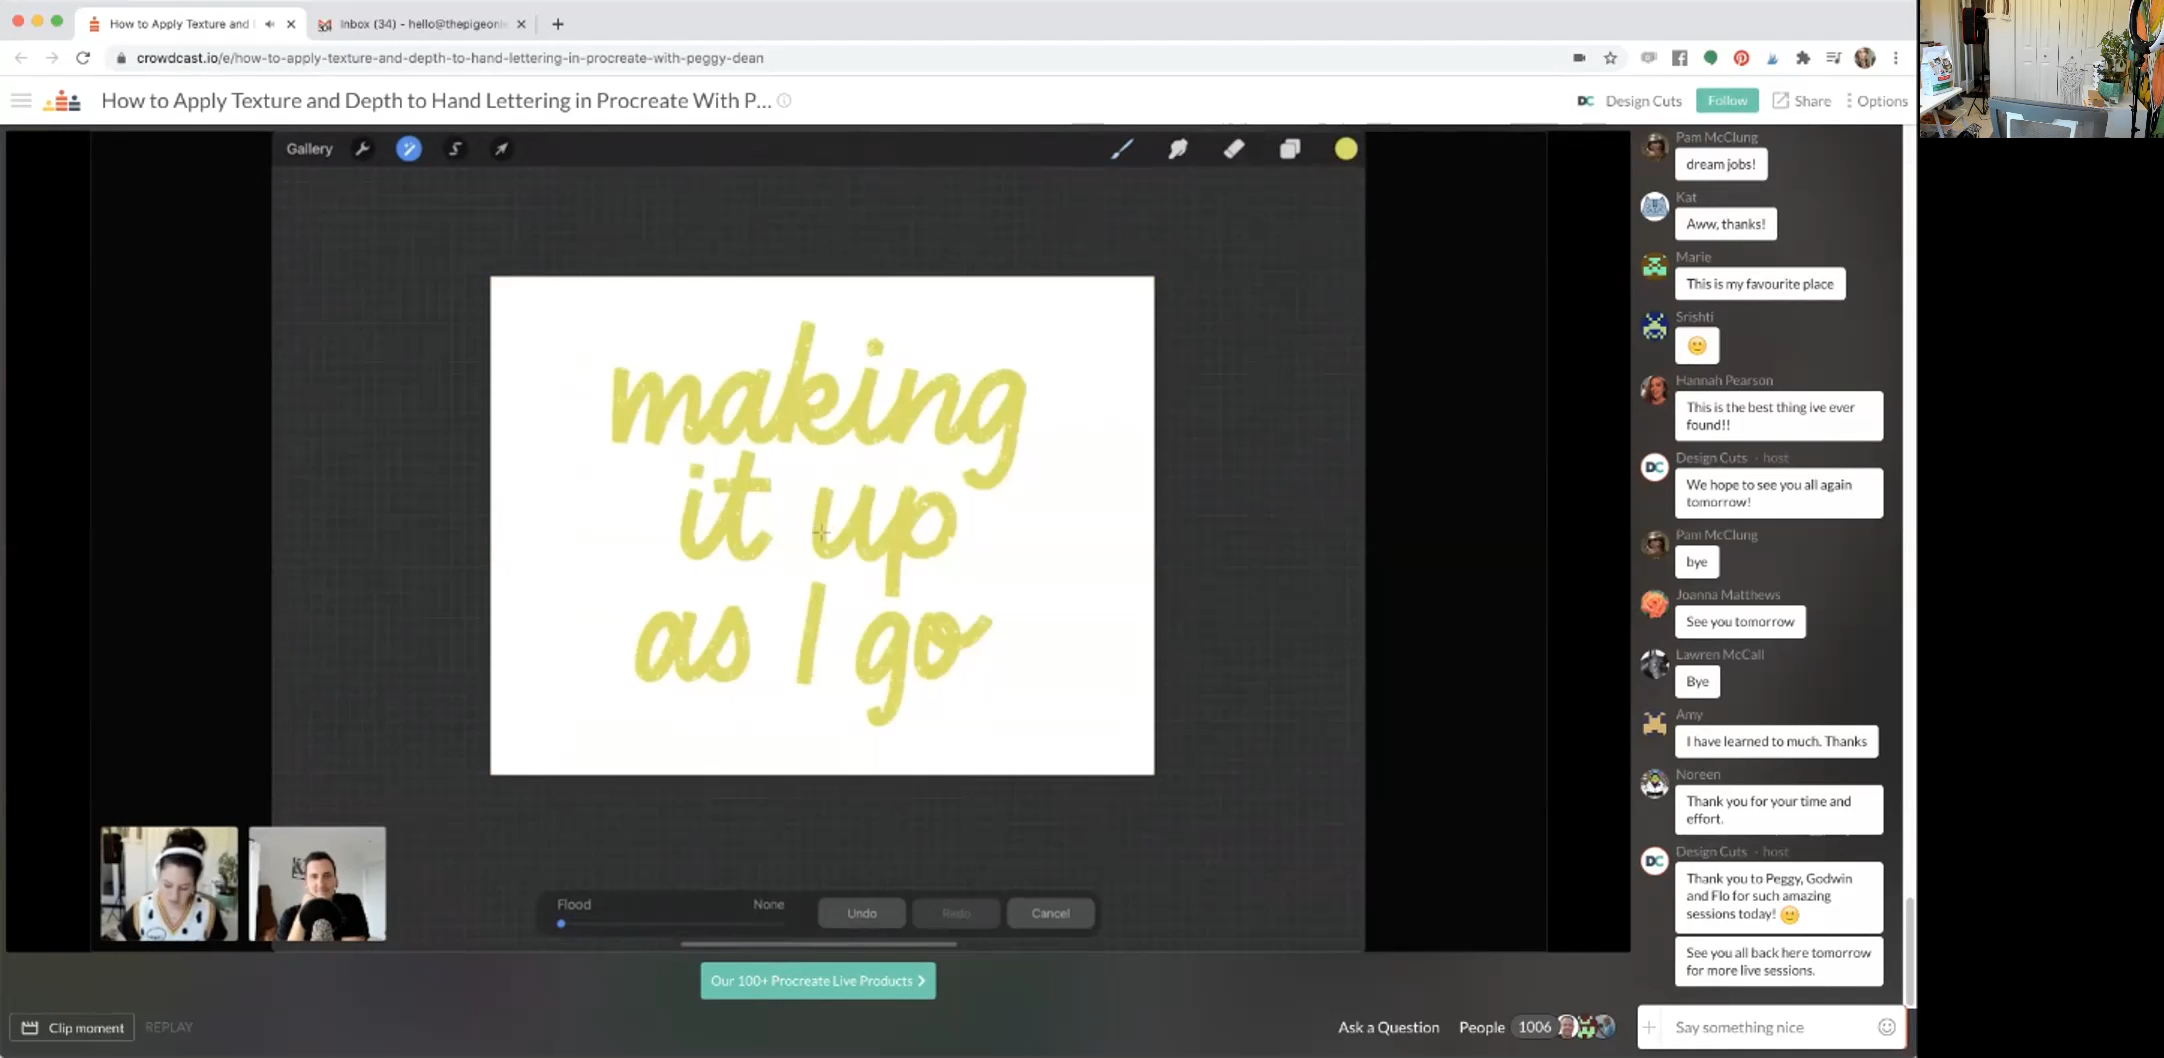 How to Apply Texture and
Inbox (34) - hello@thepigeonle
crowdcast.io/e/how-to-apply-texture-and-depth-to-hand-lettering-in-procreate-with-peggy-dean
How to Apply Texture and Depth to Hand Lettering in Procreate With P...
DC Design Cuts Follow Share Options
Gallery
making
it up
as I go
Flood None Undo Redo Cancel
Our 100+ Procreate Live Products
Clip moment REPLAY
Ask a Question People 1006
Pam McClung
dream jobs!
Kat
Aww, thanks!
Marie
This is my favourite place
Srishti
Hannah Pearson
This is the best thing ive ever
found!!
DC
Design Cuts - host
We hope to see you all again
tomorrow!
Pam McClung
bye
Joanna Matthews
See you tomorrow
Lawren McCall
Bye
Amy
I have learned to much. Thanks
Noreen
Thank you for your time and
effort.
DC
Design Cuts - host
Thank you to Peggy, Godwin
and Flo for such amazing
sessions today! 🙂
See you all back here tomorrow
for more live sessions.
Say something nice